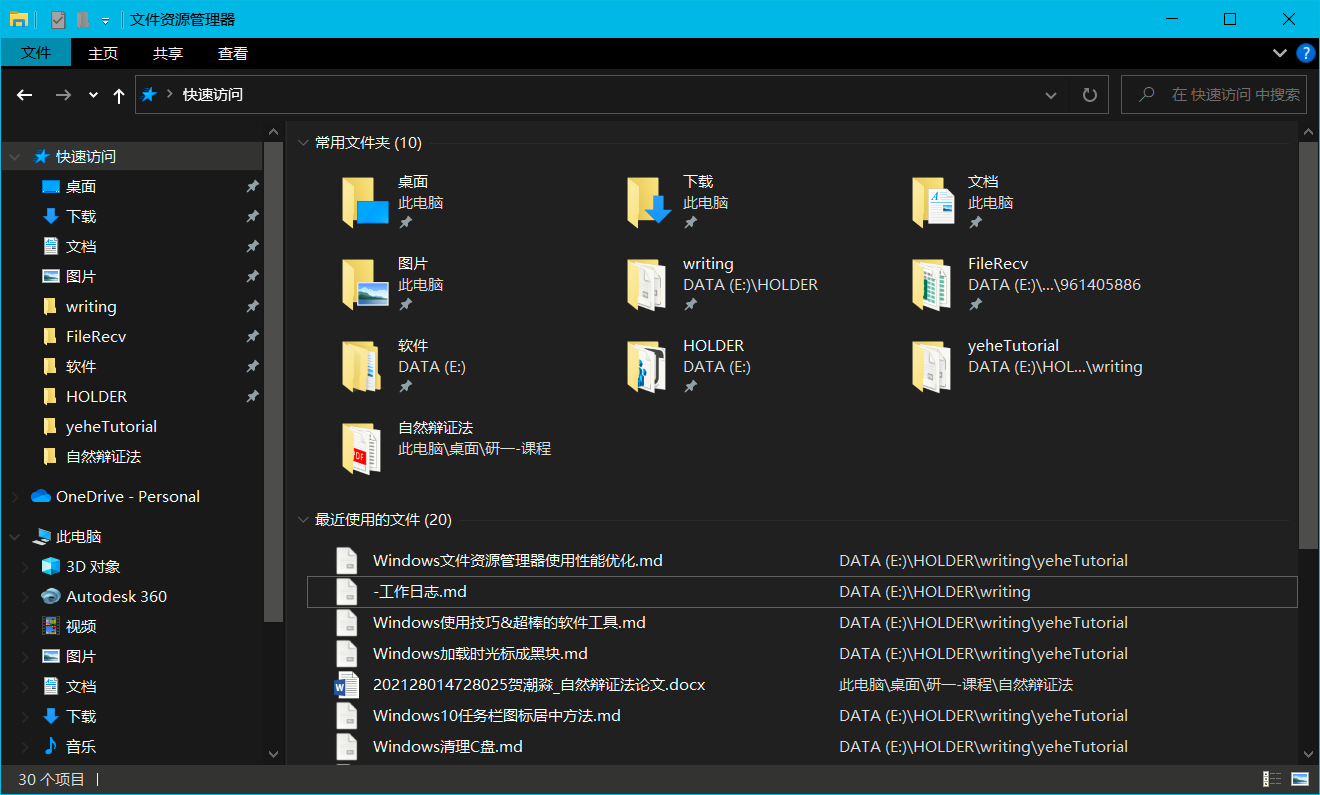 文件资源管理器
文件 主页 共享 查看
快速访问
在 快速访问 中搜索
快速访问
桌面
下载
文档
图片
writing
FileRecv
软件
HOLDER
yeheTutorial
自然辩证法
OneDrive - Personal
此电脑
3D 对象
Autodesk 360
视频
图片
文档
下载
音乐
常用文件夹 (10)
桌面
此电脑
下载
此电脑
文档
此电脑
图片
此电脑
writing
DATA (E:)\HOLDER
FileRecv
DATA (E:)\...\961405886
软件
DATA (E:)
HOLDER
DATA (E:)
yeheTutorial
DATA (E:)\HOL...\writing
自然辩证法
此电脑\桌面\研一-课程
最近使用的文件 (20)
Windows文件资源管理器使用性能优化.md DATA (E:)\HOLDER\writing\yeheTutorial
-工作日志.md DATA (E:)\HOLDER\writing
Windows使用技巧&超棒的软件工具.md DATA (E:)\HOLDER\writing\yeheTutorial
Windows加载时光标成黑块.md DATA (E:)\HOLDER\writing\yeheTutorial
202128014728025贺潮淼_自然辩证法论文.docx 此电脑\桌面\研一-课程\自然辩证法
Windows10任务栏图标居中方法.md DATA (E:)\HOLDER\writing\yeheTutorial
Windows清理C盘.md DATA (E:)\HOLDER\writing\yeheTutorial
30 个项目